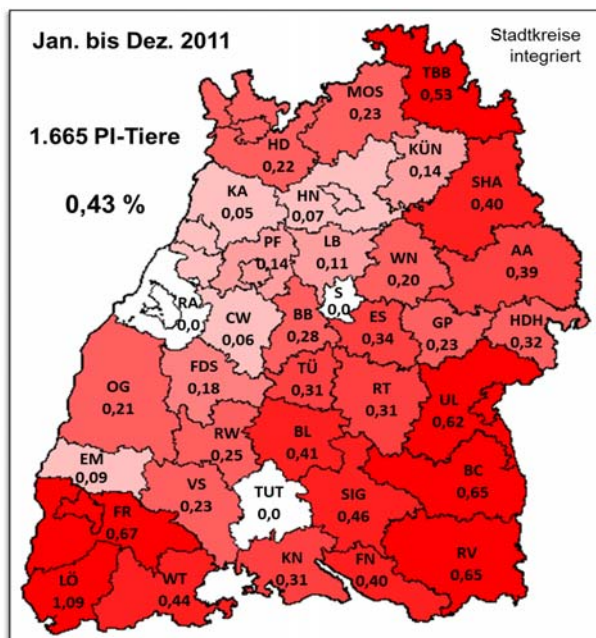 Jan. bis Dez. 2011
Stadtkreise
integriert
1.665 PI-Tiere
0,43 %
TBB
0,53
MOS
0,23
HD
0,22
KÜN
0,14
SHA
0,40
KA
0,05
HN
0,07
PF
0,14
LB
0,11
WN
0,20
AA
0,39
RA
0,0
S
0,0
CW
0,06
BB
0,28
ES
0,34
GP
0,23
HDH
0,32
FDS
0,18
TÜ
0,31
RT
0,31
UL
0,62
OG
0,21
RW
0,25
BL
0,41
BC
0,65
EM
0,09
VS
0,23
TUT
0,0
SIG
0,46
FR
0,67
KN
0,31
FN
0,40
RV
0,65
LÖ
1,09
WT
0,44